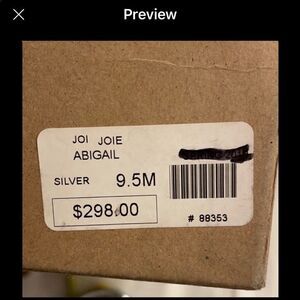 Preview
JOI JOIE
ABIGAIL
SILVER 9.5M
$298.00
# 88353